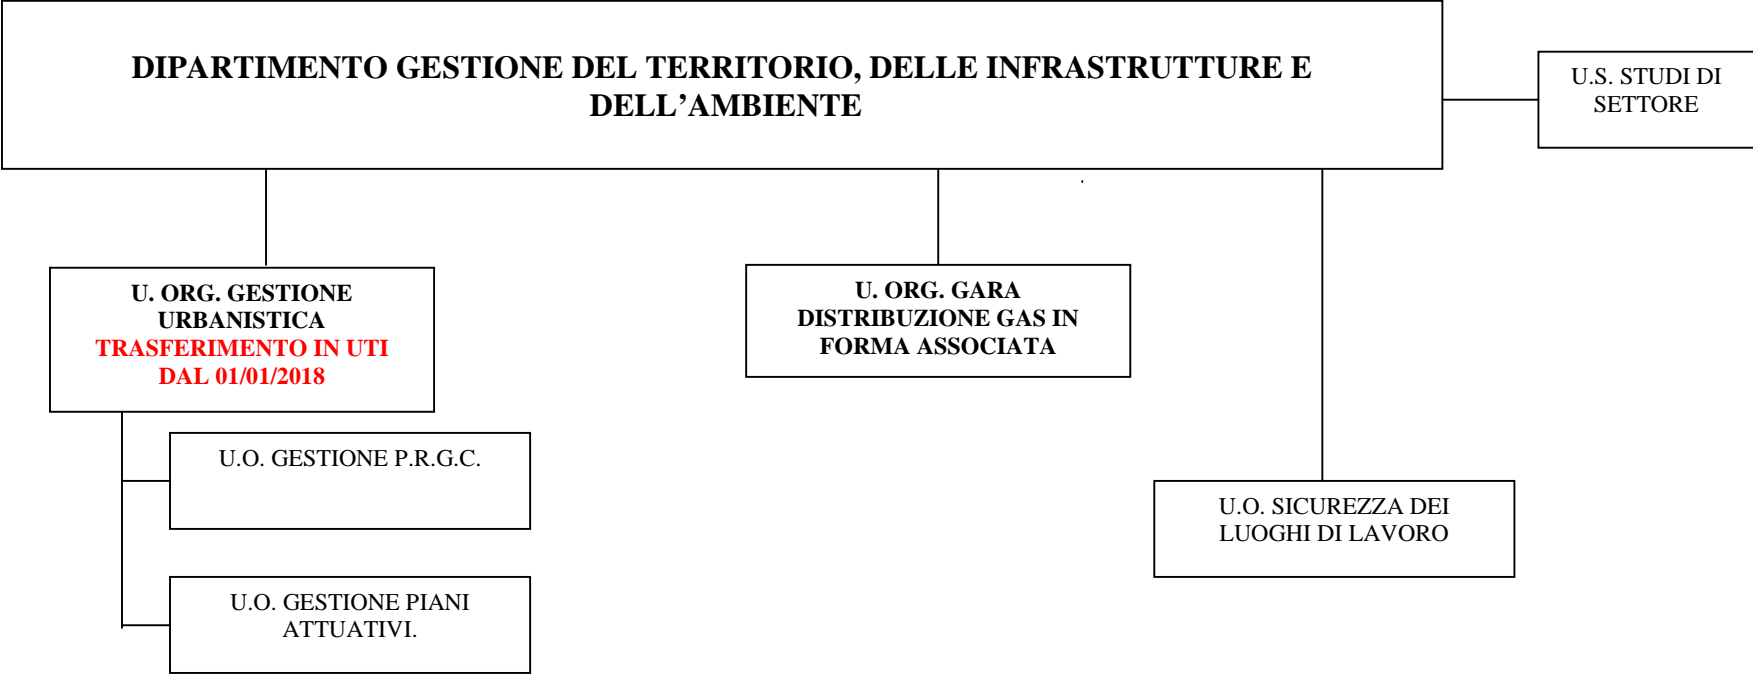 DIPARTIMENTO GESTIONE DEL TERRITORIO, DELLE INFRASTRUTTURE E
DELL’AMBIENTE
U.S. STUDI DI
SETTORE
U. ORG. GESTIONE
URBANISTICA
TRASFERIMENTO IN UTI
DAL 01/01/2018
U. ORG. GARA
DISTRIBUZIONE GAS IN
FORMA ASSOCIATA
U.O. GESTIONE P.R.G.C.
U.O. SICUREZZA DEI
LUOGHI DI LAVORO
U.O. GESTIONE PIANI
ATTUATIVI.